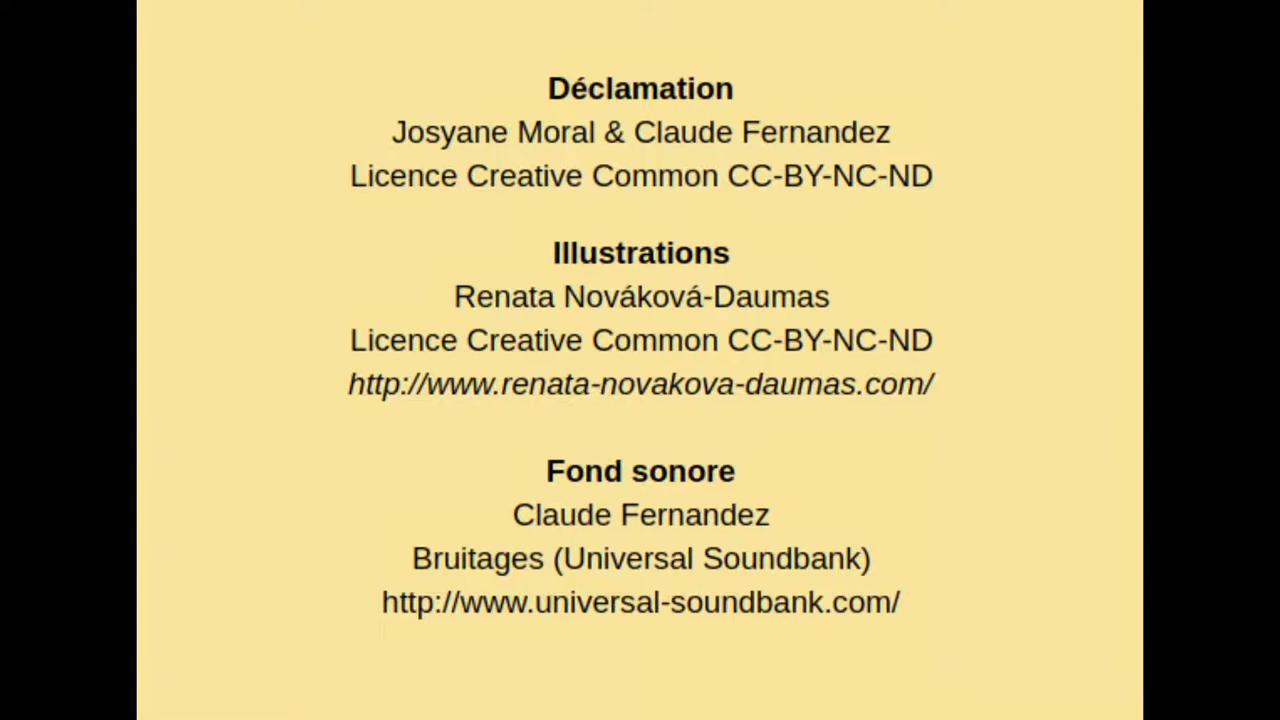 Déclamation
Josyane Moral & Claude Fernandez
Licence Creative Common CC-BY-NC-ND
Illustrations
Renata Nováková-Daumas
Licence Creative Common CC-BY-NC-ND
http://www.renata-novakova-daumas.com/
Fond sonore
Claude Fernandez
Bruitages (Universal Soundbank)
http://www.universal-soundbank.com/